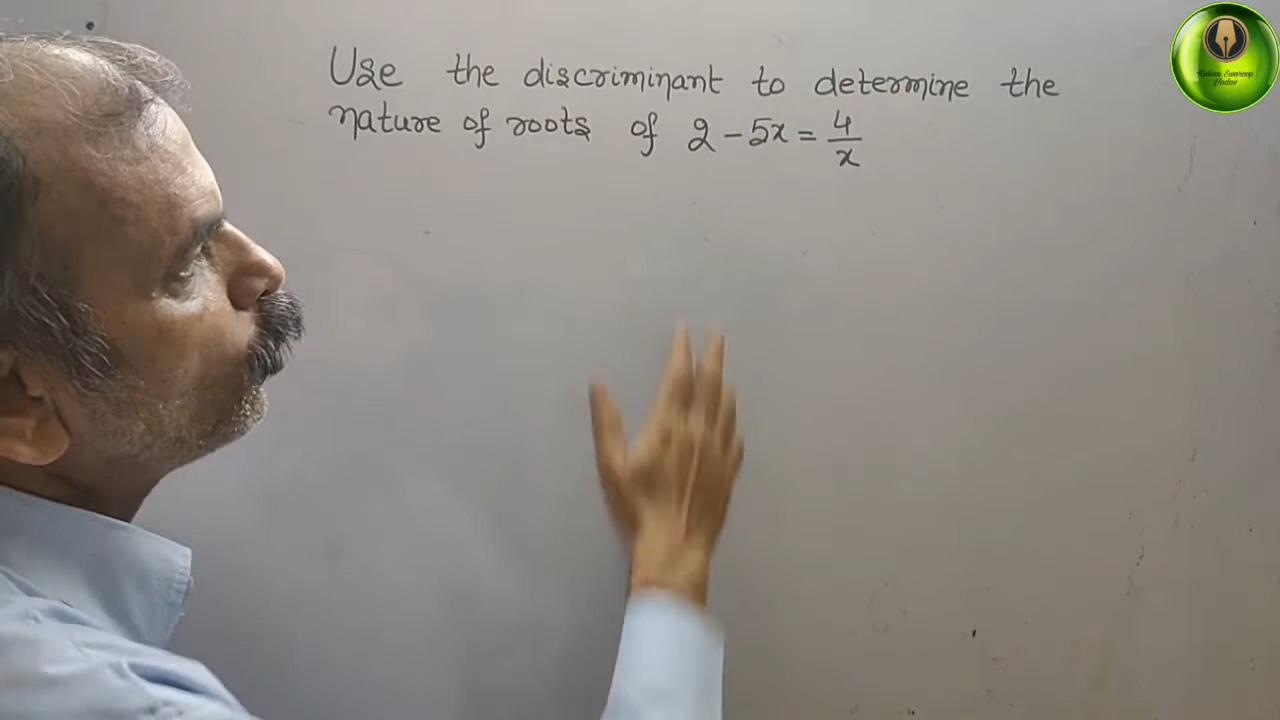 Use the discriminant to determine the
nature of roots of 2 - 5x = 4/x